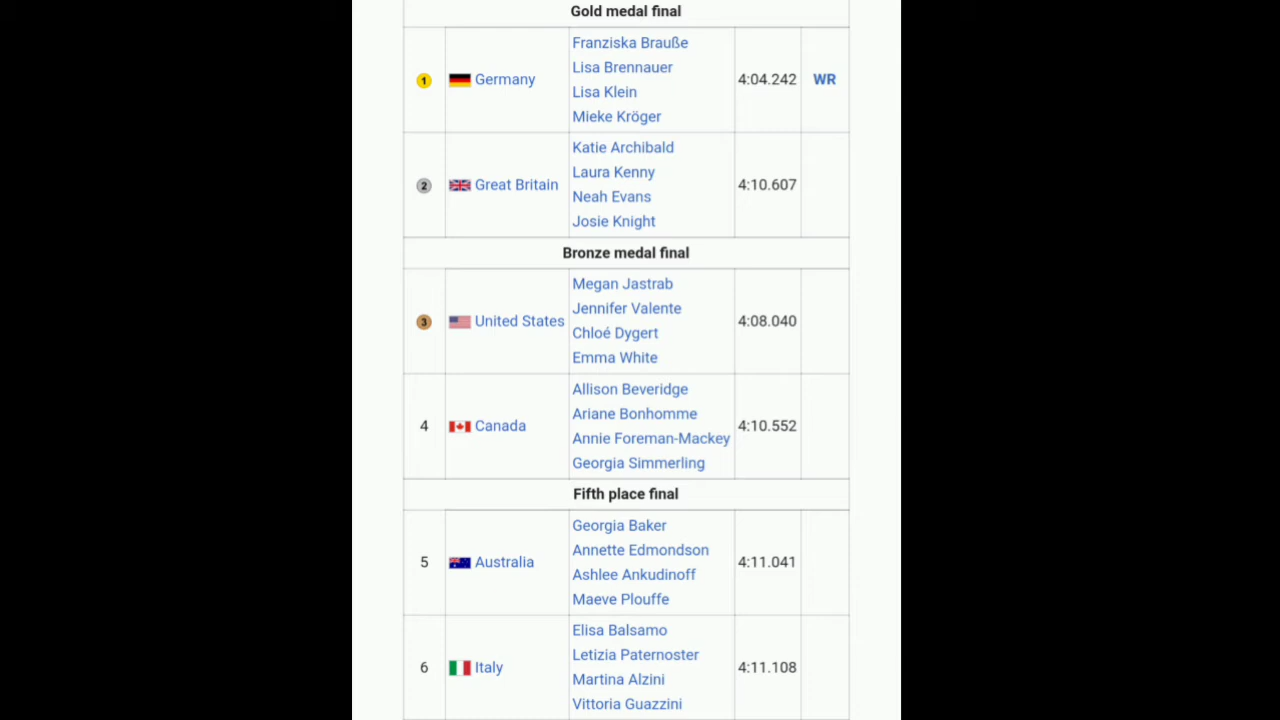 Gold medal final
1 Germany Franziska Brauße 4:04.242 WR
Lisa Brennauer
Lisa Klein
Mieke Kröger
2 Great Britain Katie Archibald 4:10.607
Laura Kenny
Neah Evans
Josie Knight
Bronze medal final
3 United States Megan Jastrab 4:08.040
Jennifer Valente
Chloé Dygert
Emma White
4 Canada Allison Beveridge 4:10.552
Ariane Bonhomme
Annie Foreman-Mackey
Georgia Simmerling
Fifth place final
5 Australia Georgia Baker 4:11.041
Annette Edmondson
Ashlee Ankudinoff
Maeve Plouffe
6 Italy Elisa Balsamo 4:11.108
Letizia Paternoster
Martina Alzini
Vittoria Guazzini